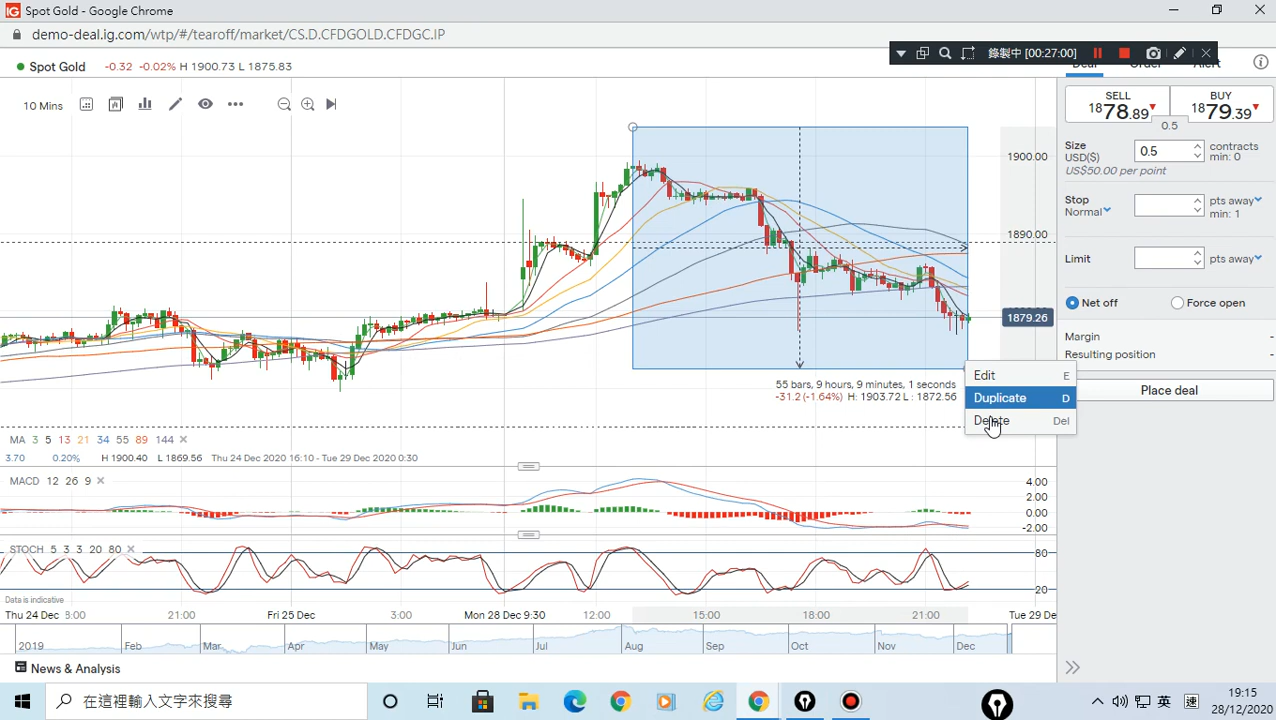 IG Spot Gold - Google Chrome
demo-deal.ig.com/wtp/#/tearoff/market/CS.D.CFDGOLD.CFDGC.IP
錄製中 [00:27:00]
Spot Gold -0.32 -0.02% H 1900.73 L 1875.83
Deal Order Alert
10 Mins
SELL
1878.89
BUY
1879.39
0.5
Size
USD($)
0.5
contracts
min: 0
US$50.00 per point
Stop
Normal
pts away
min: 1
Limit
pts away
Net off
Force open
Margin -
Resulting position -
Place deal
1900.00
1890.00
1879.26
Edit E
Duplicate D
Delete Del
55 bars, 9 hours, 9 minutes, 1 seconds
-31.2 (-1.64%) H: 1903.72 L : 1872.56
MA 3 5 13 21 34 55 89 144
3.70 0.20% H 1900.40 L 1869.56 Thu 24 Dec 2020 16:10 - Tue 29 Dec 2020 0:30
MACD 12 26 9
4.00
2.00
0.00
-2.00
STOCH 5 3 3 20 80
80
20
Data is indicative
Thu 24 Dec 8:00 21:00 Fri 25 Dec 3:00 Mon 28 Dec 9:30 12:00 15:00 18:00 21:00 Tue 29 De
2019 Feb Mar Apr May Jun Jul Aug Sep Oct Nov Dec
News & Analysis
在這裡輸入文字來搜尋
英
19:15
28/12/2020